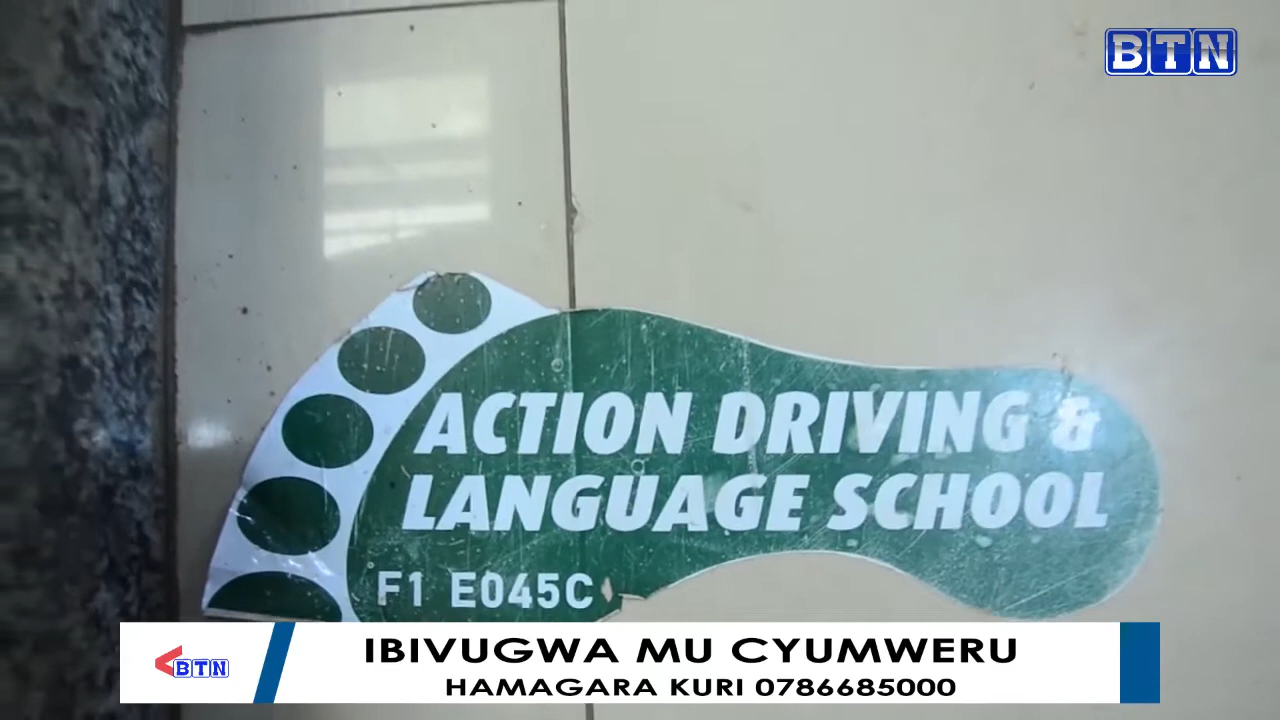 BTN
ACTION DRIVING &
LANGUAGE SCHOOL
F1 E045C
BTN
IBIVUGWA MU CYUMWERU
HAMAGARA KURI 0786685000